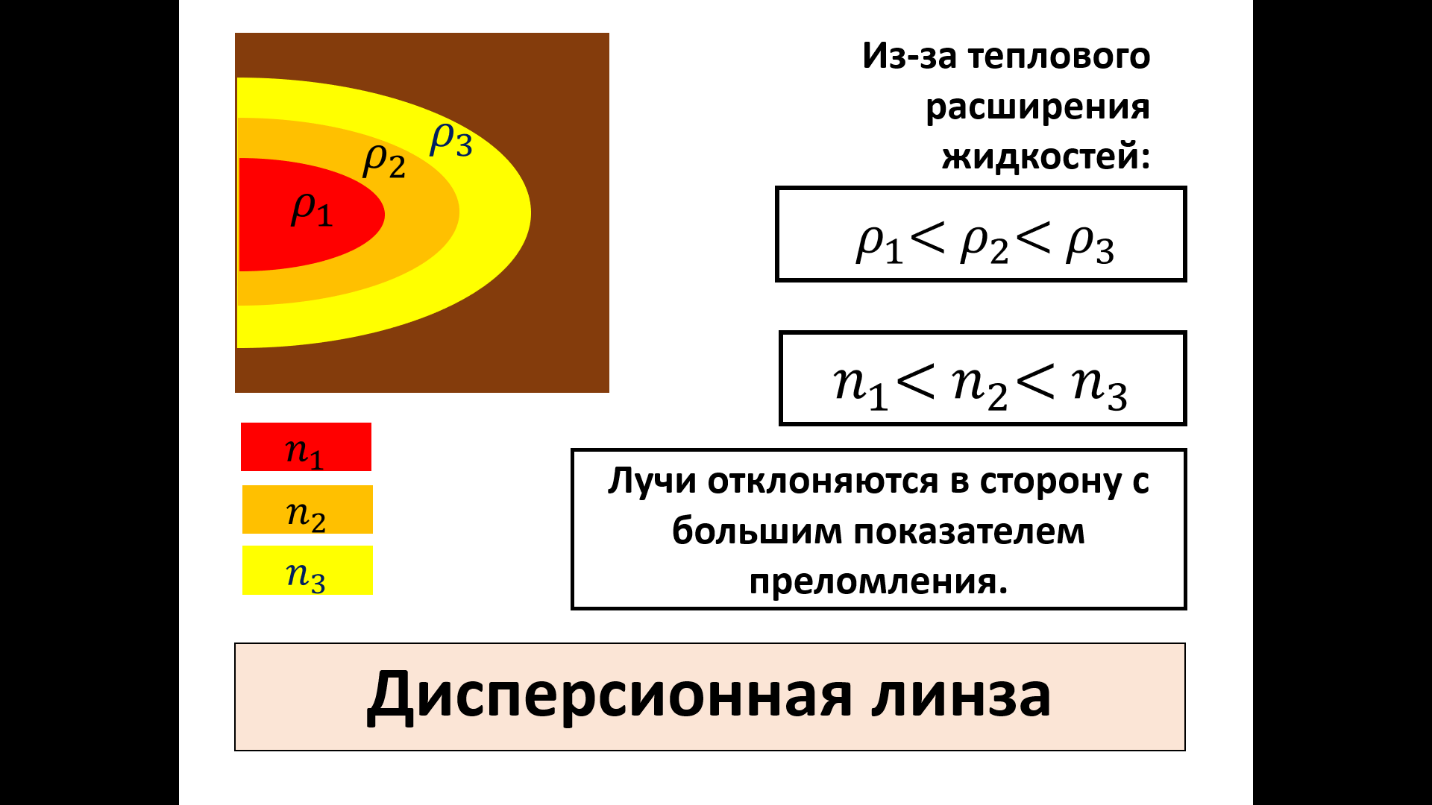 Из-за теплового
расширения
жидкостей:
ρ₃
ρ₂
ρ₁
ρ₁< ρ₂< ρ₃
n₁< n₂< n₃
n₁
n₂
n₃
Лучи отклоняются в сторону с
большим показателем
преломления.
Дисперсионная линза